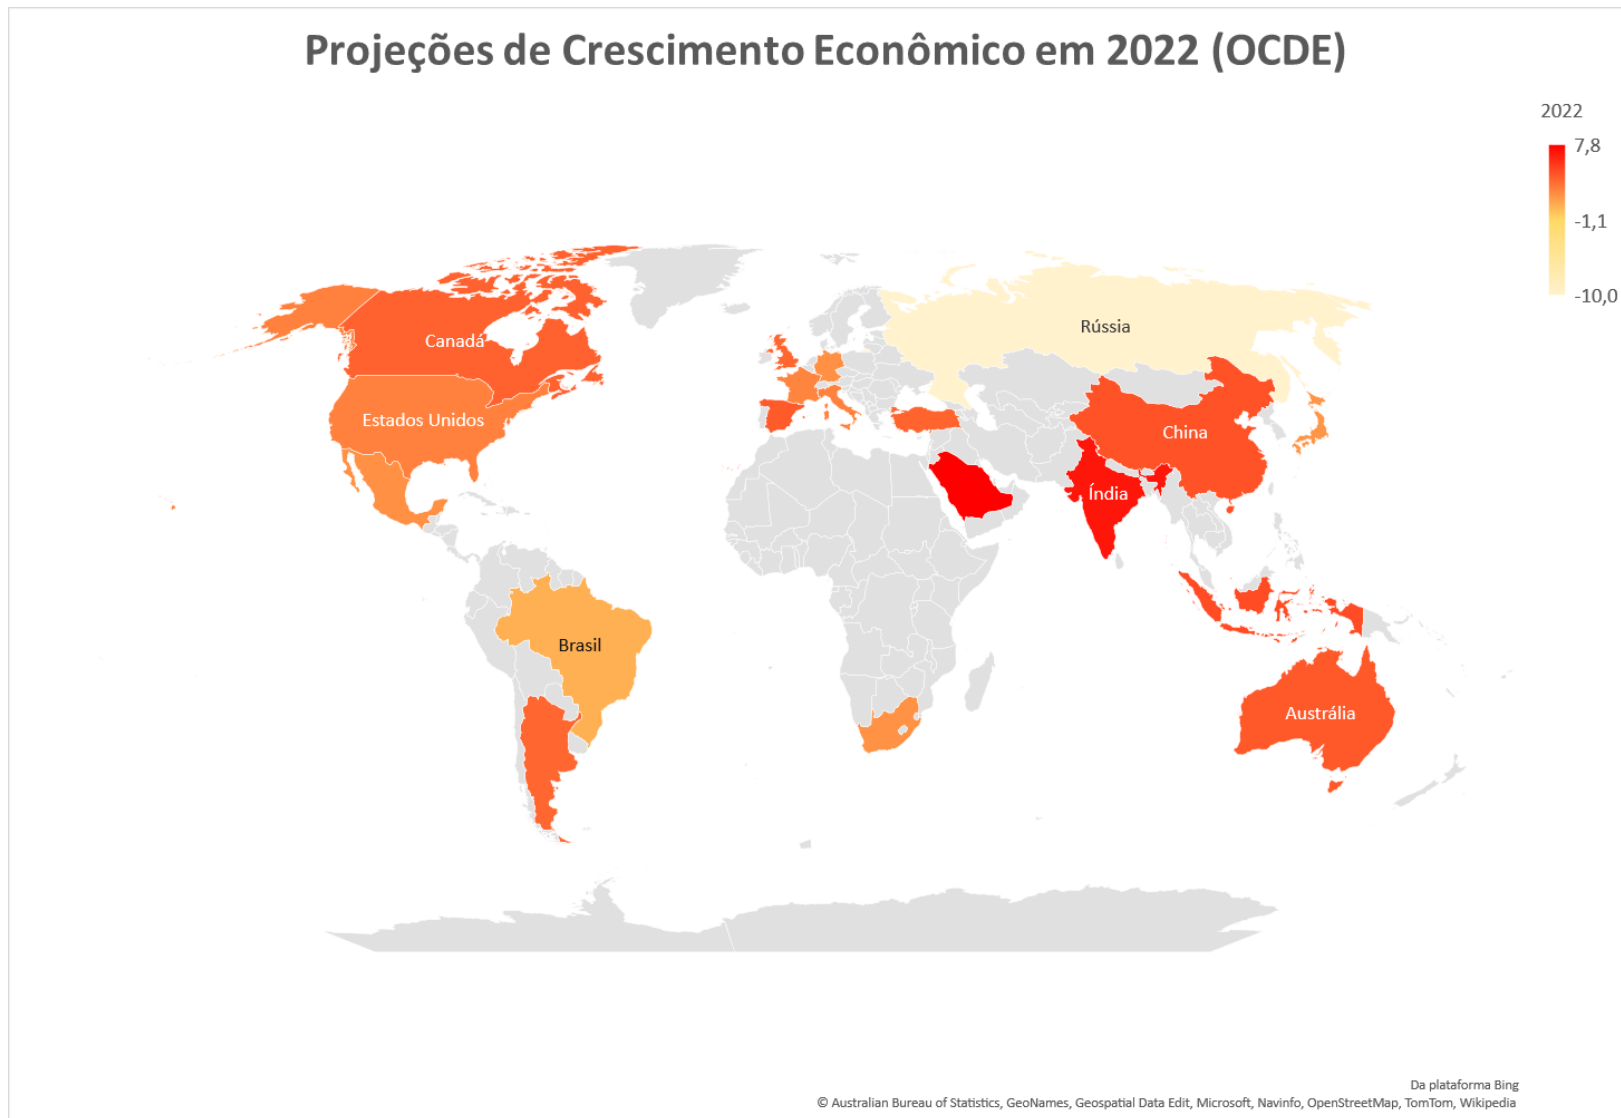 Projeções de Crescimento Econômico em 2022 (OCDE)
2022
7,8
-1,1
-10,0
Rússia
Canadá
Estados Unidos
China
Índia
Brasil
Austrália
Da plataforma Bing
© Australian Bureau of Statistics, GeoNames, Geospatial Data Edit, Microsoft, Navinfo, OpenStreetMap, TomTom, Wikipedia